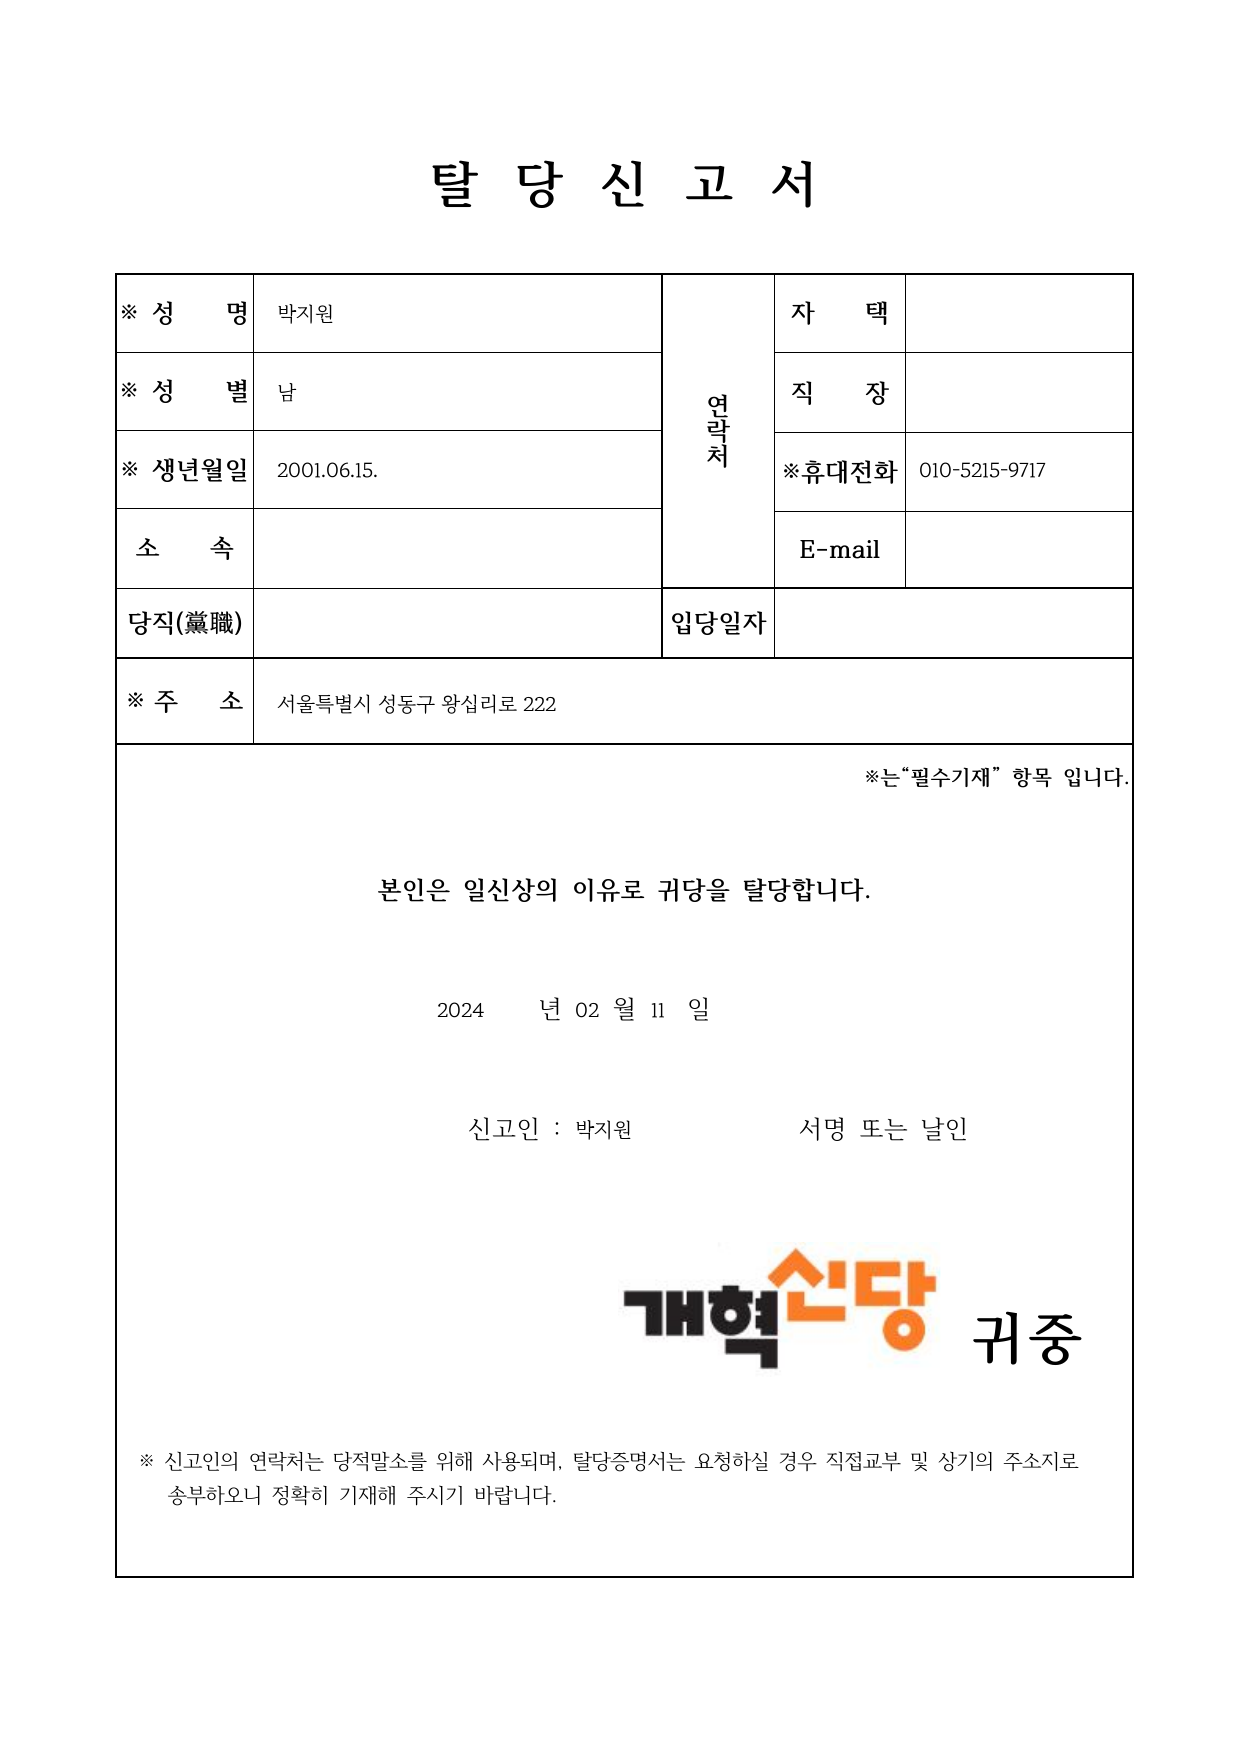 탈 당 신 고 서
※ 성 명 박지원 연락처 자 택
※ 성 별 남 직 장
※ 생년월일 2001.06.15. ※휴대전화 010-5215-9717
소 속 E-mail
당직(黨職) 입당일자
※ 주 소 서울특별시 성동구 왕십리로 222
※는“필수기재” 항목 입니다.
본인은 일신상의 이유로 귀당을 탈당합니다.
2024 년 02 월 11 일
신고인 : 박지원 서명 또는 날인
개혁신당 귀중
※ 신고인의 연락처는 당적말소를 위해 사용되며, 탈당증명서는 요청하실 경우 직접교부 및 상기의 주소지로
송부하오니 정확히 기재해 주시기 바랍니다.